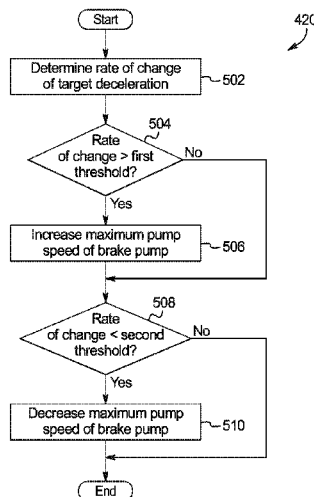 Start
420
Determine rate of change
of target deceleration
502
504
Rate
of change > first
threshold?
No
Yes
Increase maximum pump
speed of brake pump
506
508
Rate
of change < second
threshold?
No
Yes
Decrease maximum pump
speed of brake pump
510
End